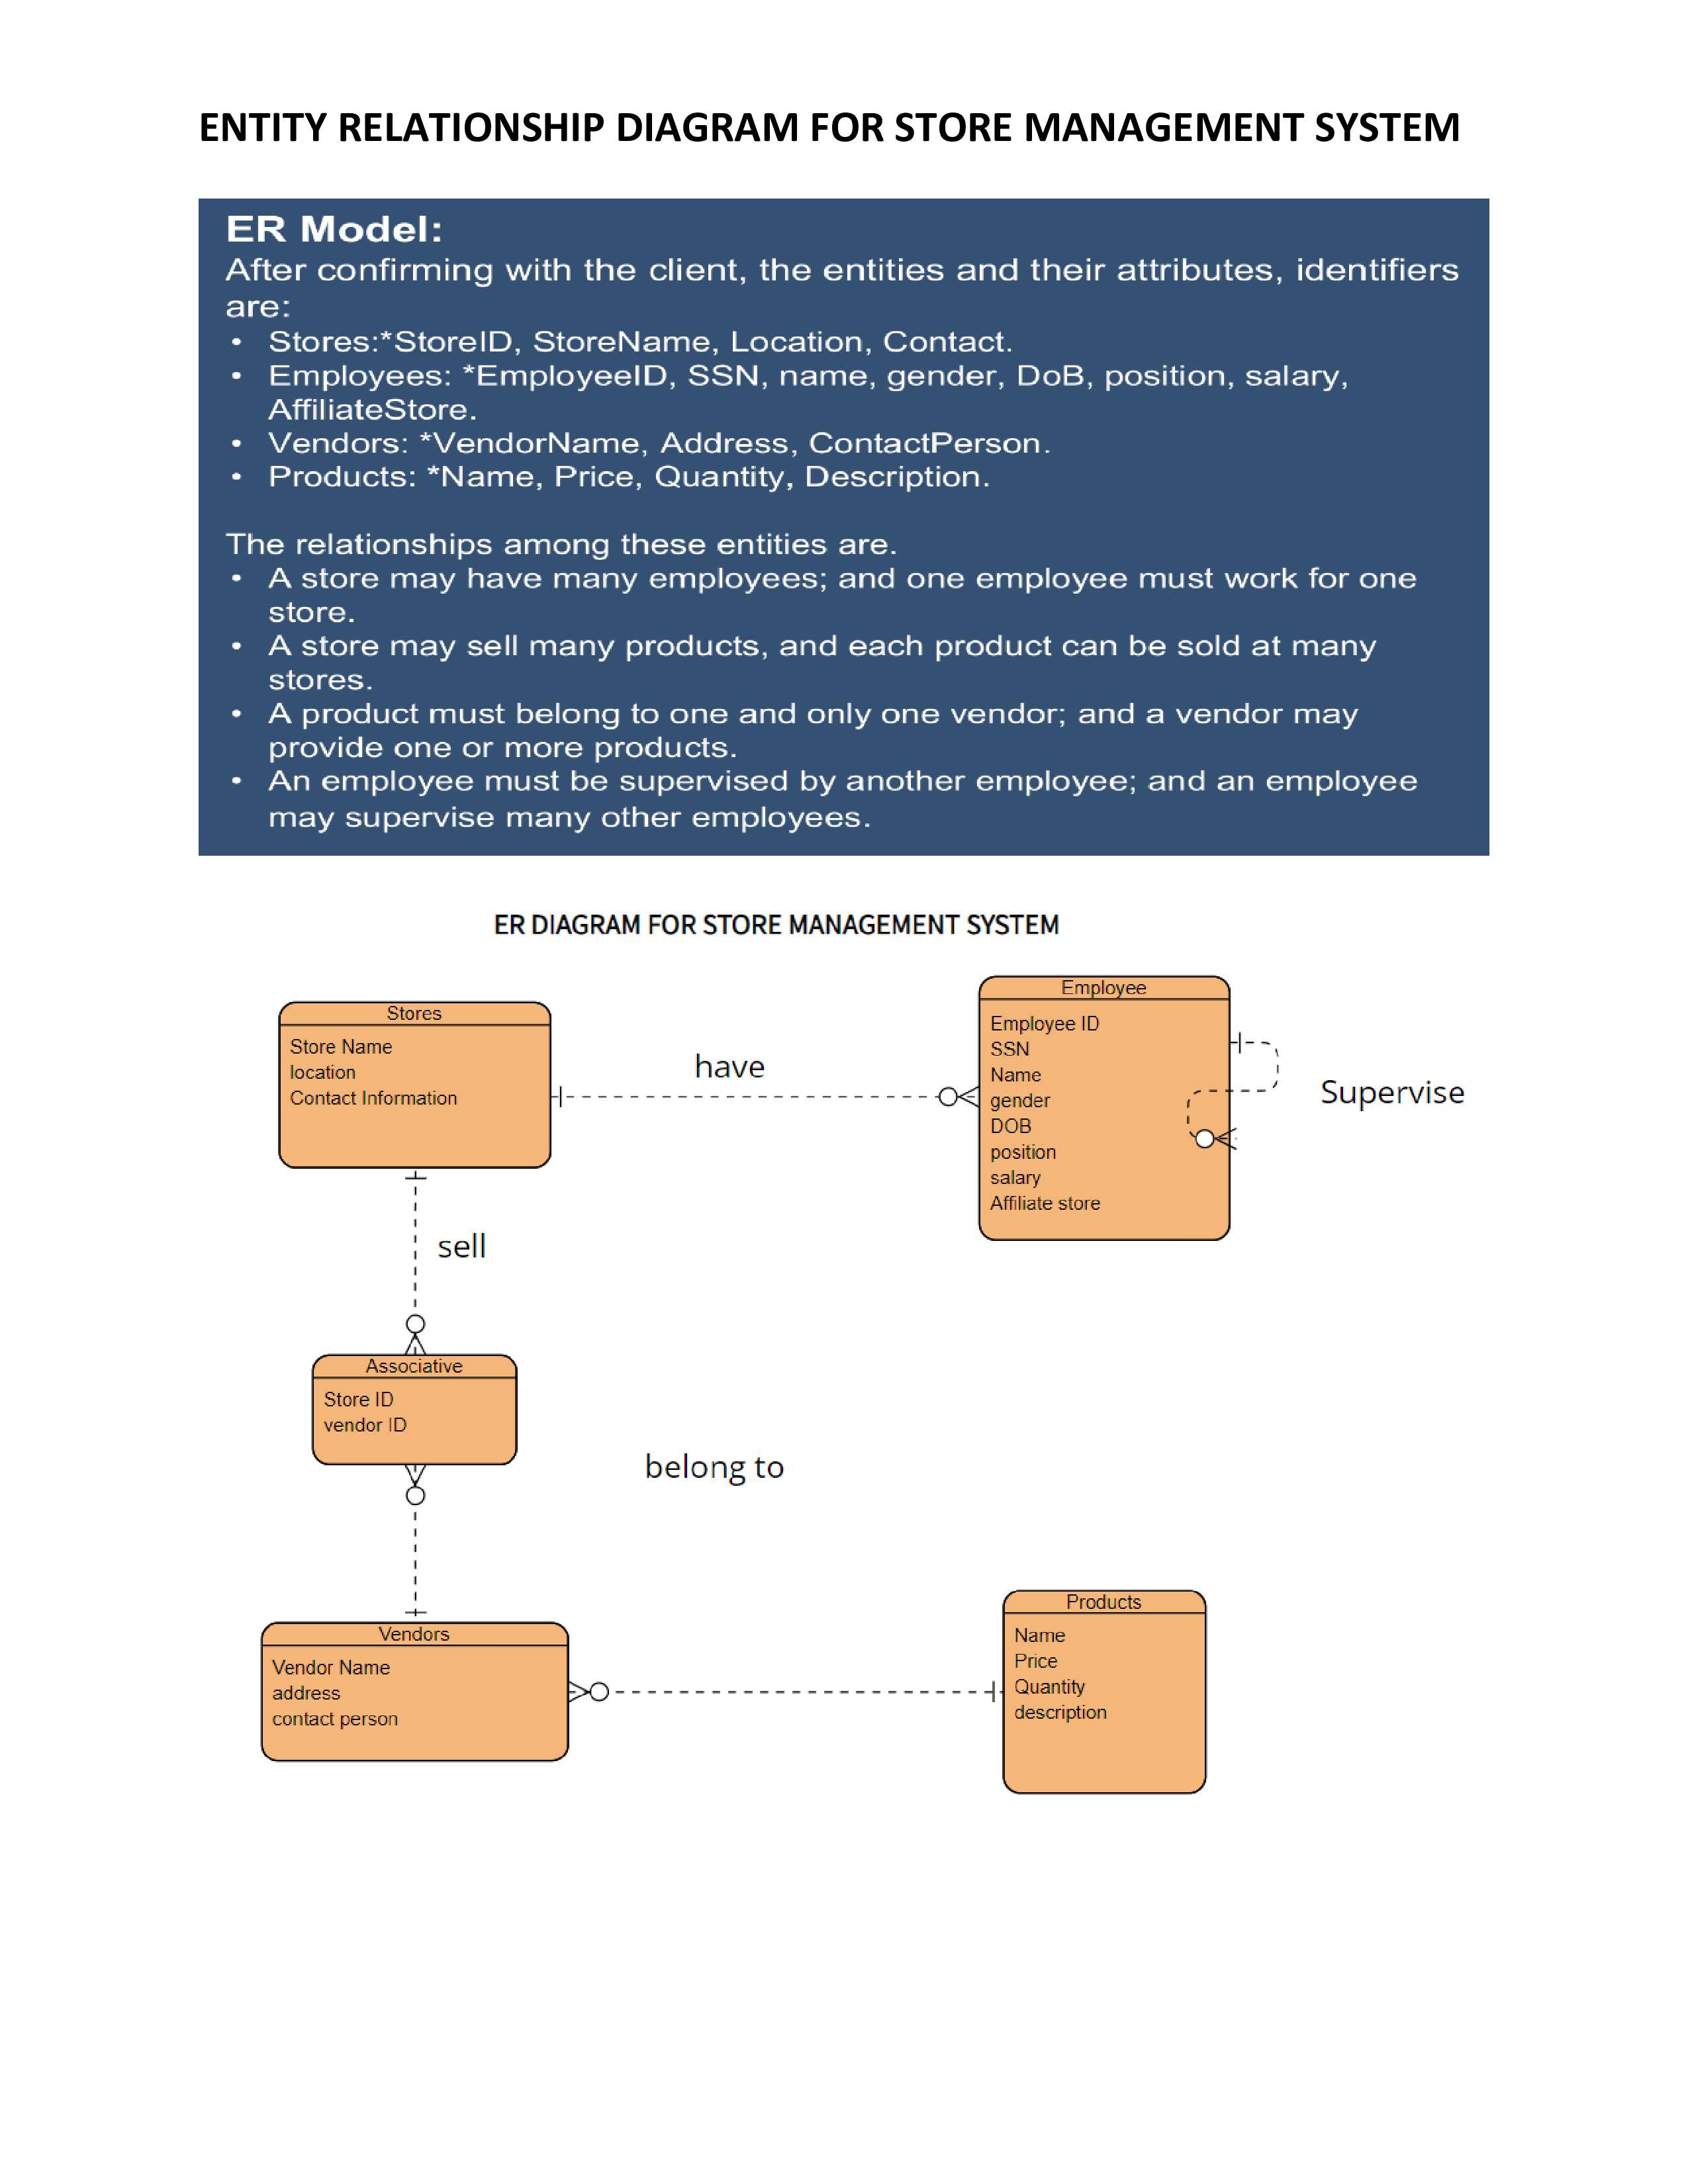 ENTITY RELATIONSHIP DIAGRAM FOR STORE MANAGEMENT SYSTEM
ER Model:
After confirming with the client, the entities and their attributes, identifiers
are:
• Stores:*StoreID, StoreName, Location, Contact.
• Employees: *EmployeeID, SSN, name, gender, DoB, position, salary,
AffiliateStore.
• Vendors: *VendorName, Address, ContactPerson.
• Products: *Name, Price, Quantity, Description.
The relationships among these entities are.
• A store may have many employees; and one employee must work for one
store.
• A store may sell many products, and each product can be sold at many
stores.
• A product must belong to one and only one vendor; and a vendor may
provide one or more products.
• An employee must be supervised by another employee; and an employee
may supervise many other employees.
ER DIAGRAM FOR STORE MANAGEMENT SYSTEM
Stores
Store Name
location
Contact Information
have
Employee
Employee ID
SSN
Name
gender
DOB
position
salary
Affiliate store
Supervise
sell
Associative
Store ID
vendor ID
belong to
Vendors
Vendor Name
address
contact person
Products
Name
Price
Quantity
description